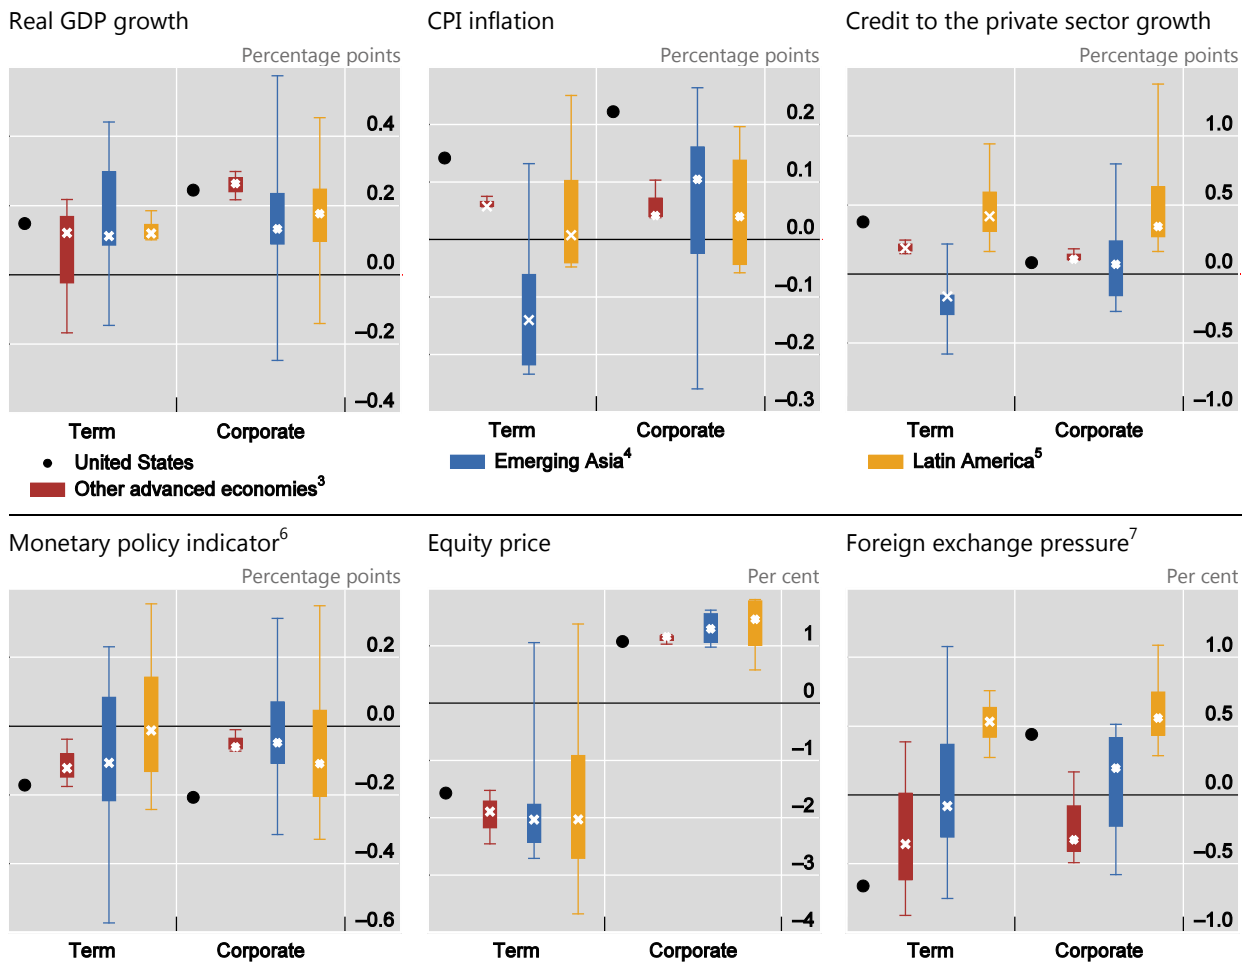 Real GDP growth
CPI inflation
Credit to the private sector growth
Percentage points
Percentage points
Percentage points
0.4
0.2
0.0
–0.2
–0.4
0.2
0.1
0.0
–0.1
–0.2
–0.3
1.0
0.5
0.0
–0.5
–1.0
Term
Corporate
Term
Corporate
Term
Corporate
United States
Other advanced economies³
Emerging Asia⁴
Latin America⁵
Monetary policy indicator⁶
Equity price
Foreign exchange pressure⁷
Percentage points
Per cent
Per cent
0.2
0.0
–0.2
–0.4
–0.6
1
0
–1
–2
–3
–4
1.0
0.5
0.0
–0.5
–1.0
Term
Corporate
Term
Corporate
Term
Corporate